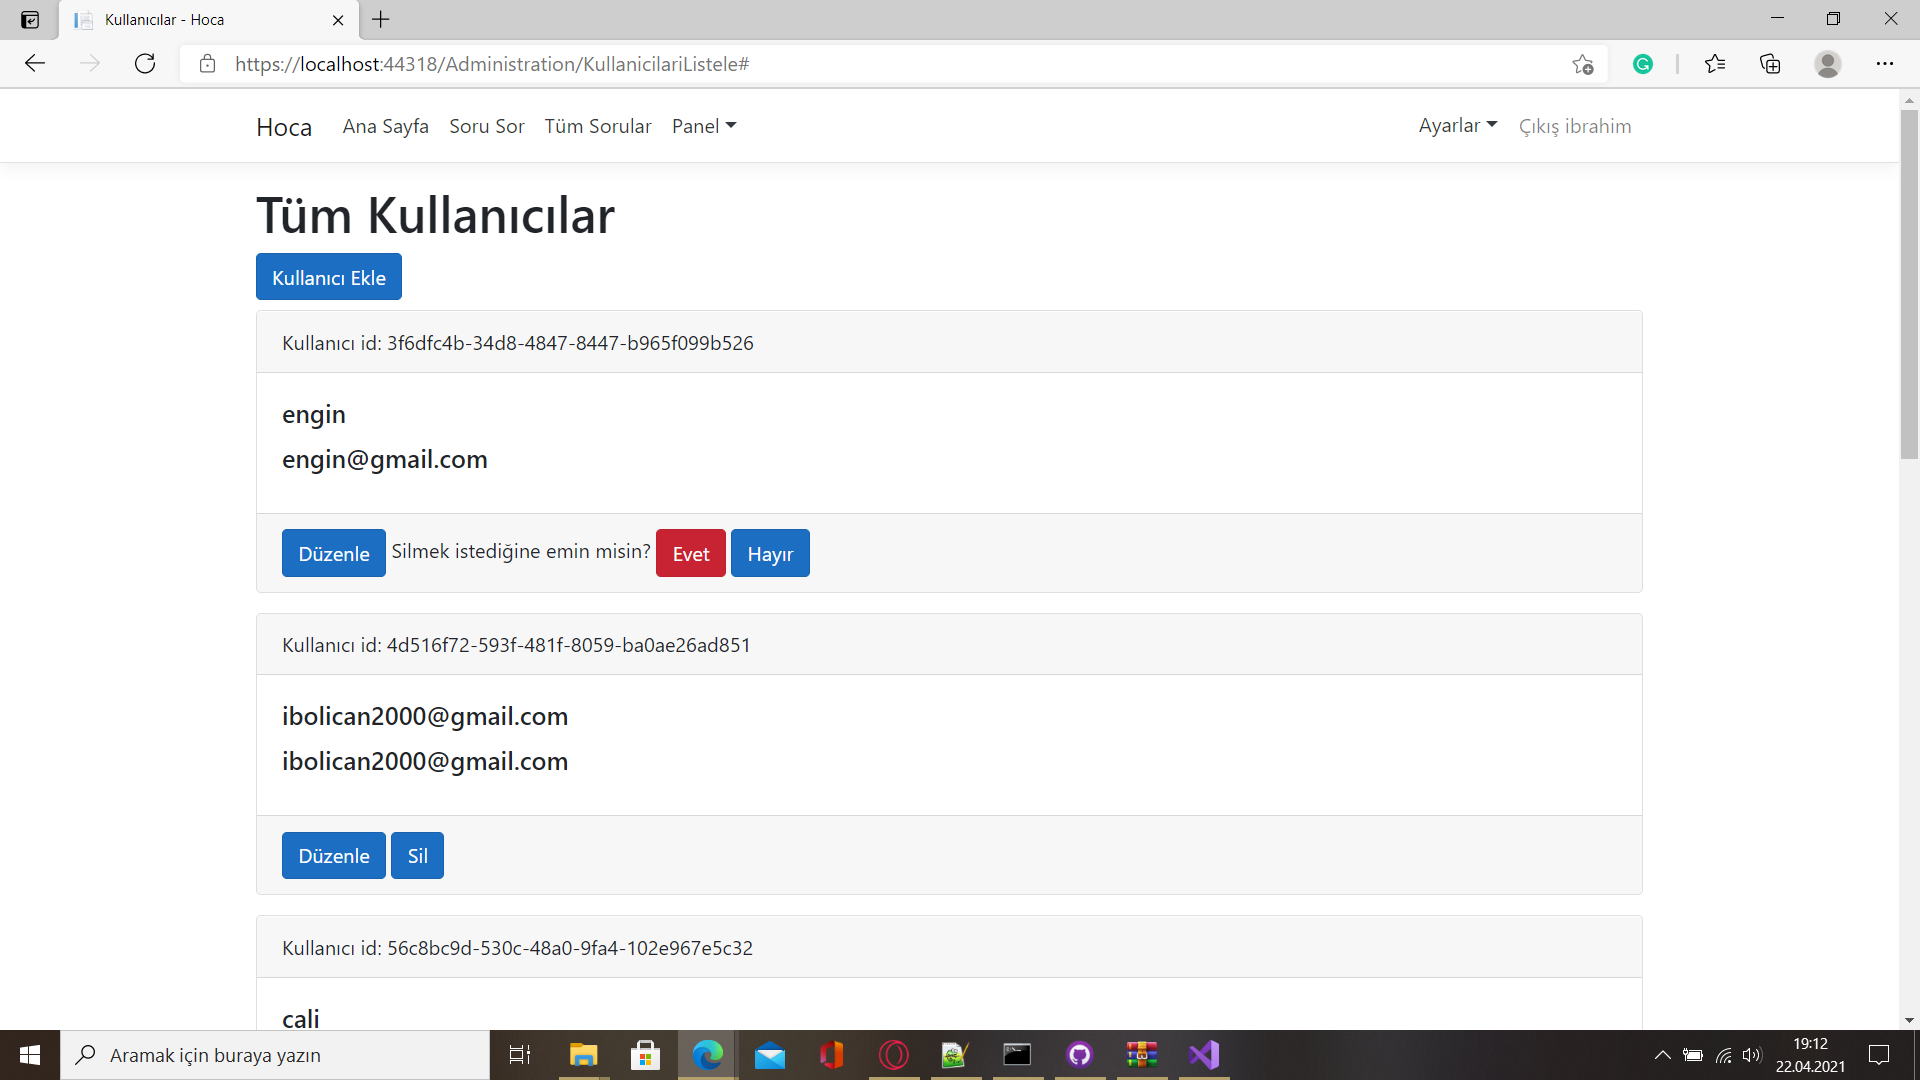 Kullanıcılar - Hoca
https://localhost:44318/Administration/KullanicilariListele#
Hoca Ana Sayfa Soru Sor Tüm Sorular Panel Ayarlar Çıkış ibrahim
Tüm Kullanıcılar
Kullanıcı Ekle
Kullanıcı id: 3f6dfc4b-34d8-4847-8447-b965f099b526
engin
engin@gmail.com
Düzenle Silmek istediğine emin misin? Evet Hayır
Kullanıcı id: 4d516f72-593f-481f-8059-ba0ae26ad851
ibolican2000@gmail.com
ibolican2000@gmail.com
Düzenle Sil
Kullanıcı id: 56c8bc9d-530c-48a0-9fa4-102e967e5c32
cali
Aramak için buraya yazın
19:12
22.04.2021